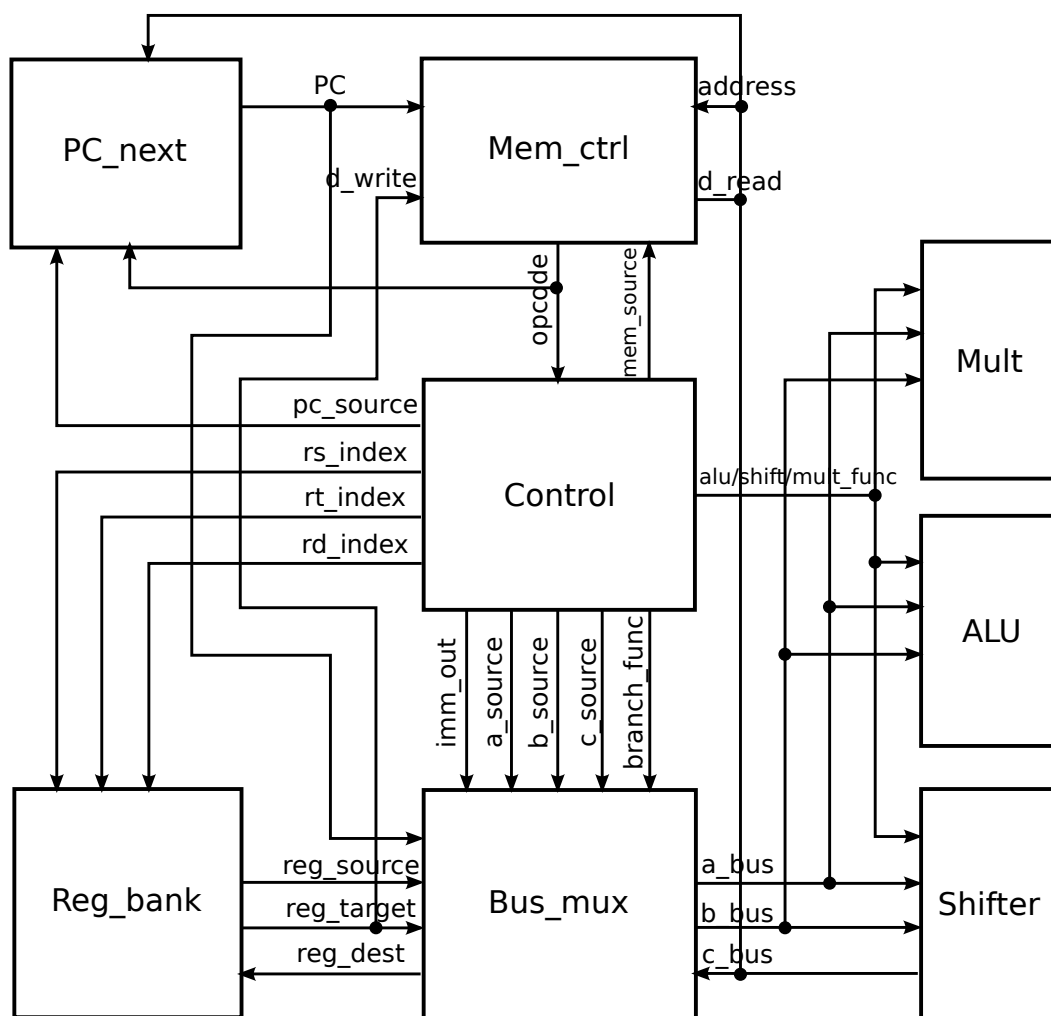 PC
address
PC_next
Mem_ctrl
d_write
d_read
opcode
mem_source
Mult
pc_source
rs_index
alu/shift/mult_func
Control
rt_index
rd_index
ALU
imm_out
a_source
b_source
c_source
branch_func
reg_source
a_bus
Reg_bank
Bus_mux
Shifter
reg_target
b_bus
reg_dest
c_bus